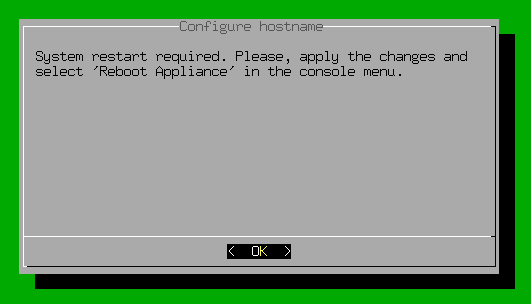 Configure hostname
System restart required. Please, apply the changes and
select 'Reboot Appliance' in the console menu.
< OK >